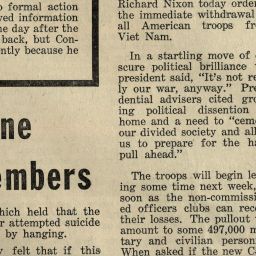 o formal action
ved information
he day after the
back, but Con-
ently because he
ne
embers
hich held that the
r attempted suicide
by hanging.
y felt that if this
Richard Nixon today order
the immediate withdrawal
all American troops fr
Viet Nam.
In a startling move of
scure political brilliance
president said, "It's not re
ly our war, anyway." Pre
dential advisers cited gro
ing political dissention
home and a need to "ceme
our divided society and all
us to prepare for the ha
pull ahead."
The troops will begin le
ing some time next week,
soon as the non-commissi
ed officers clubs can reco
their losses. The pullout
amount to some 497,000 m
tary and civilian person
When asked if the new Ca